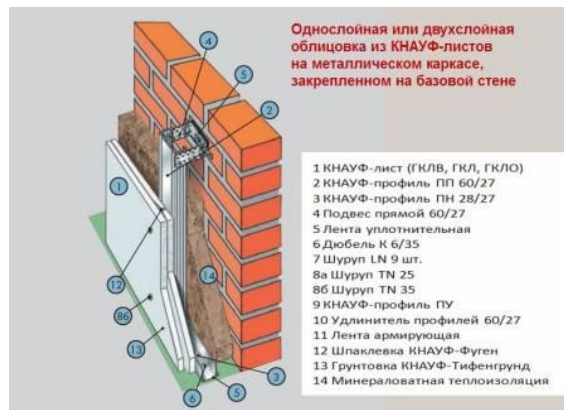 Однослойная или двухслойная
облицовка из КНАУФ-листов
на металлическом каркасе,
закрепленном на базовой стене
4
5
2
1
14
12
8б
13
6
5
3
1 КНАУФ-лист (ГКЛВ, ГКЛ, ГКЛО)
2 КНАУФ-профиль ПП 60/27
3 КНАУФ-профиль ПН 28/27
4 Подвес прямой 60/27
5 Лента уплотнительная
6 Дюбель К 6/35
7 Шуруп LN 9 шт.
8а Шуруп TN 25
8б Шуруп TN 35
9 КНАУФ-профиль ПУ
10 Удлинитель профилей 60/27
11 Лента армирующая
12 Шпаклевка КНАУФ-Фуген
13 Грунтовка КНАУФ-Тифенгрунд
14 Минераловатная теплоизоляция